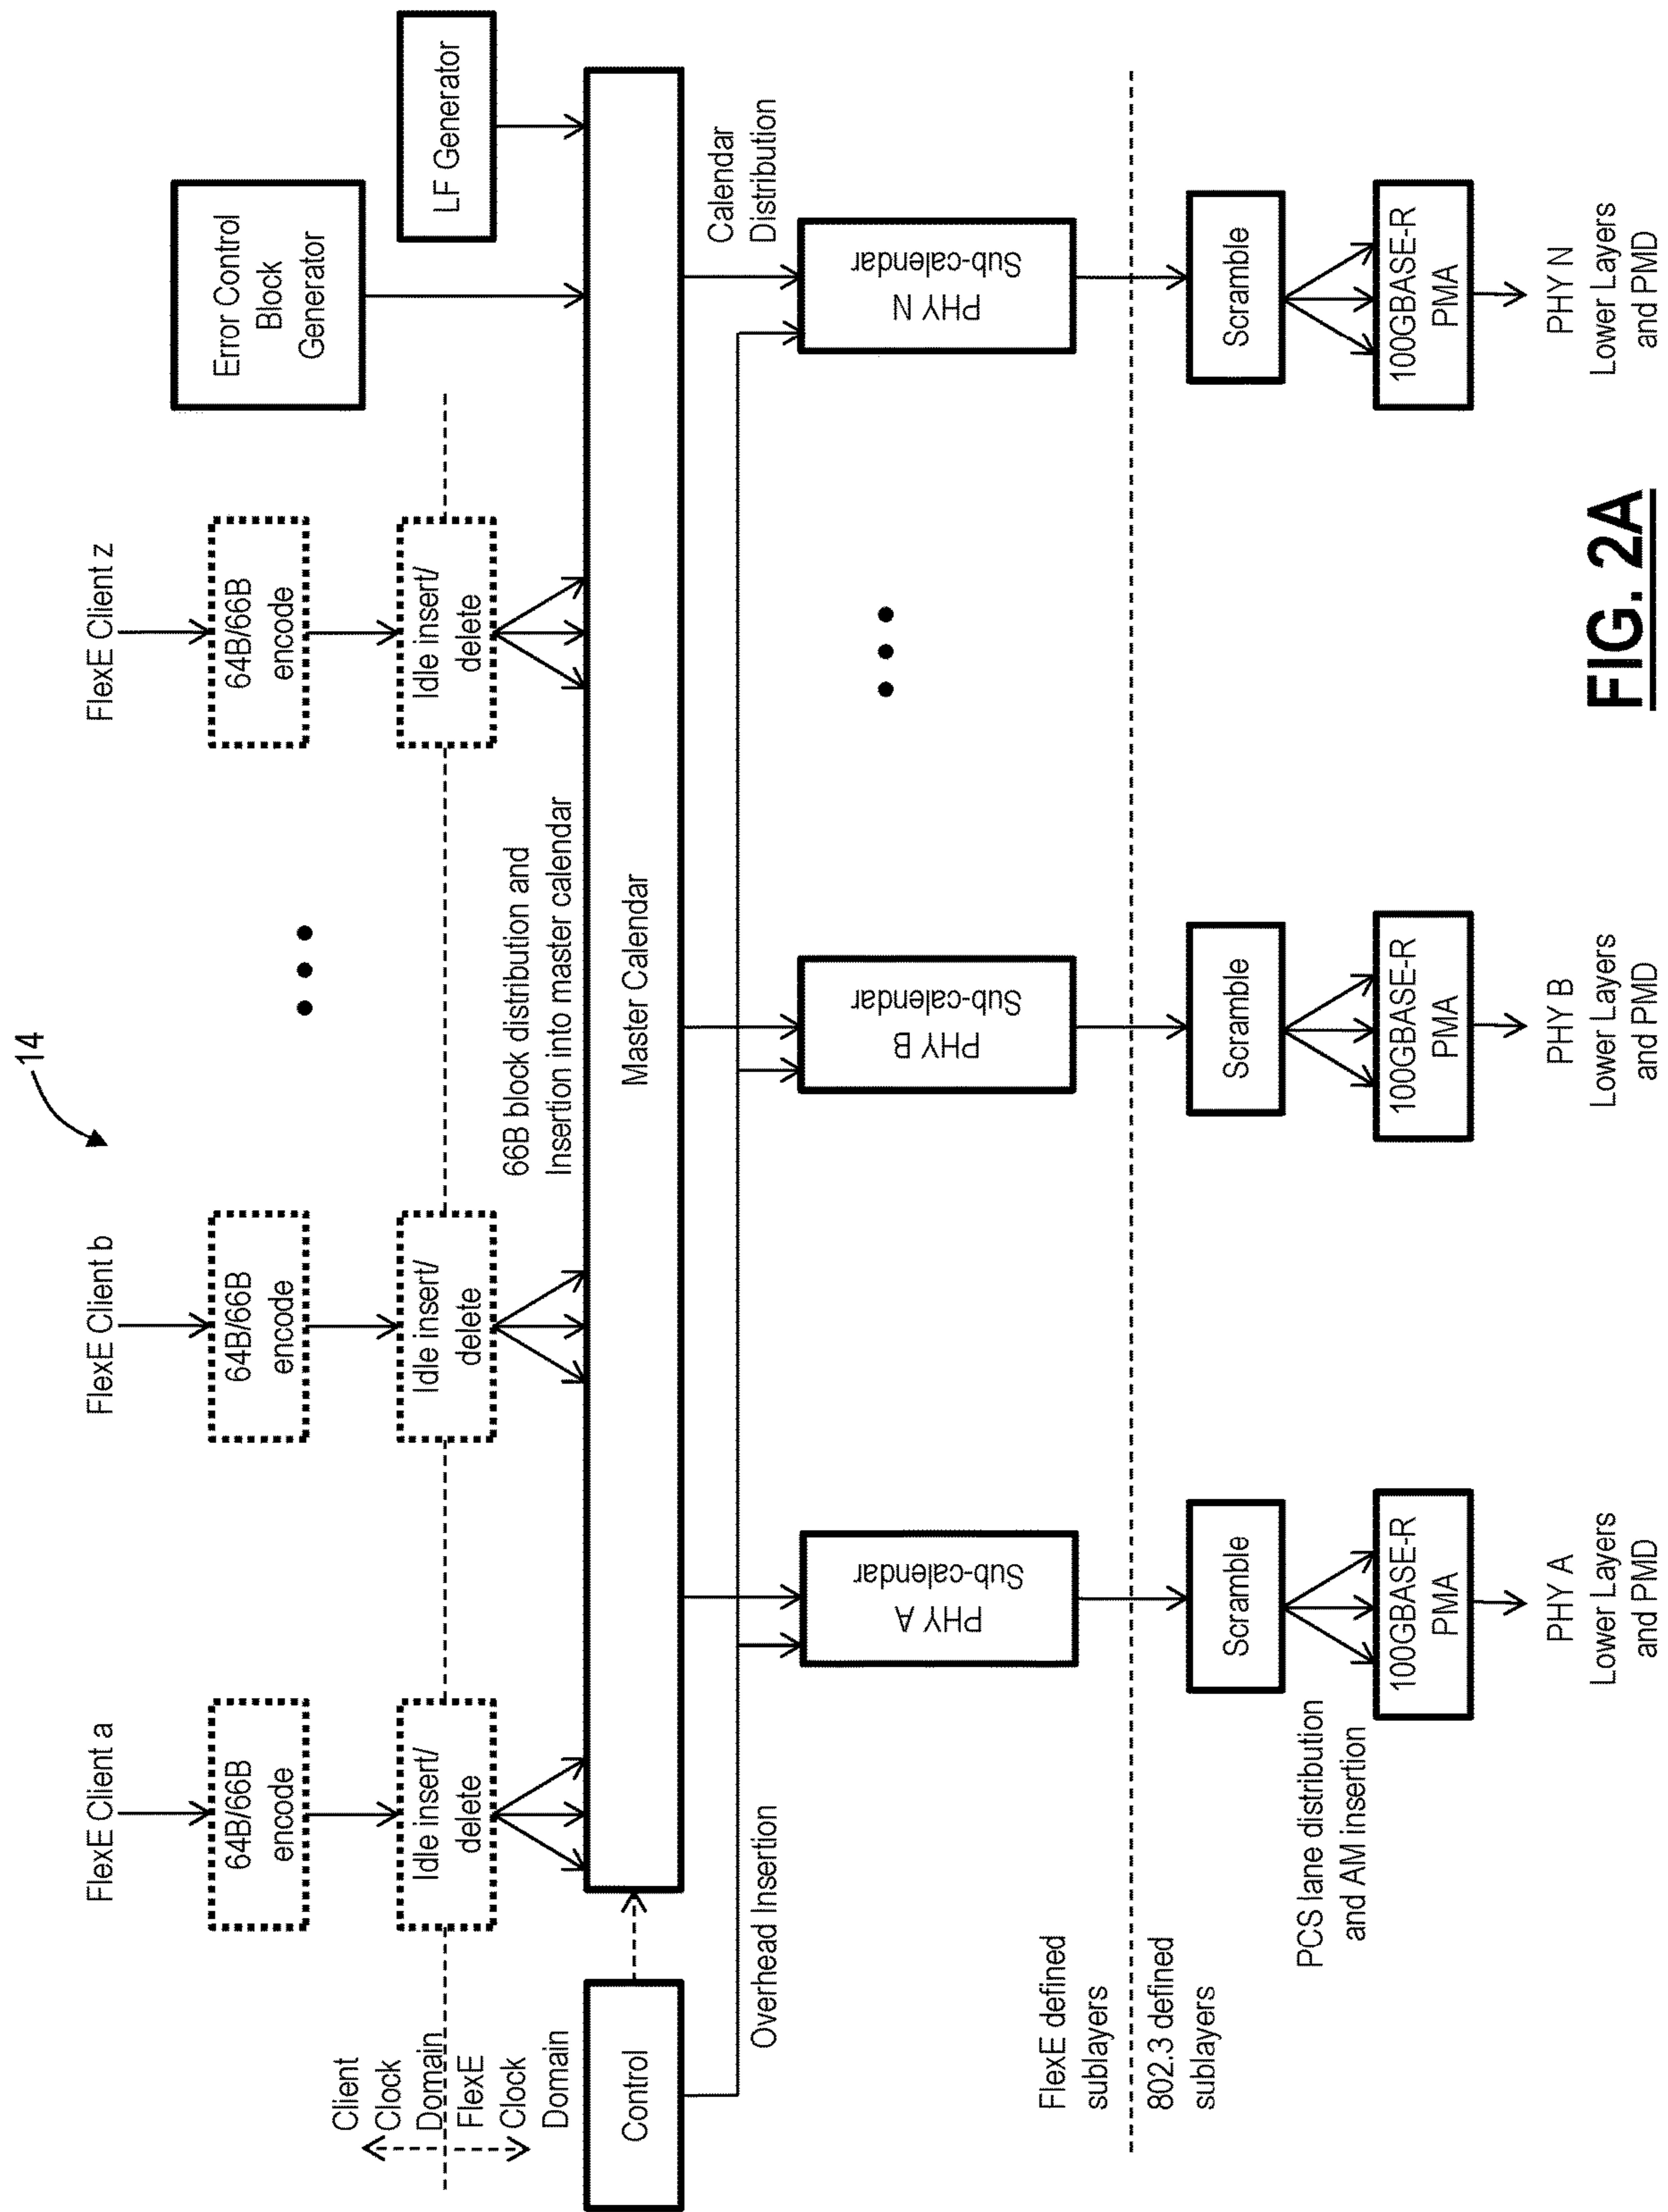 14
FlexE Client a
FlexE Client b
FlexE Client z
64B/66B
encode
64B/66B
encode
64B/66B
encode
Error Control
Block
Generator
LF Generator
Client
Clock
Domain
FlexE
Clock
Domain
Idle insert/
delete
Idle insert/
delete
Idle insert/
delete
66B block distribution and
Insertion into master calendar
Control
Master Calendar
Overhead Insertion
Calendar
Distribution
PHY A
Sub-calendar
PHY B
Sub-calendar
PHY N
Sub-calendar
FlexE defined
sublayers
802.3 defined
sublayers
Scramble
Scramble
Scramble
PCS lane distribution
and AM insertion
100GBASE-R
PMA
100GBASE-R
PMA
100GBASE-R
PMA
PHY A
Lower Layers
and PMD
PHY B
Lower Layers
and PMD
PHY N
Lower Layers
and PMD
FIG. 2A